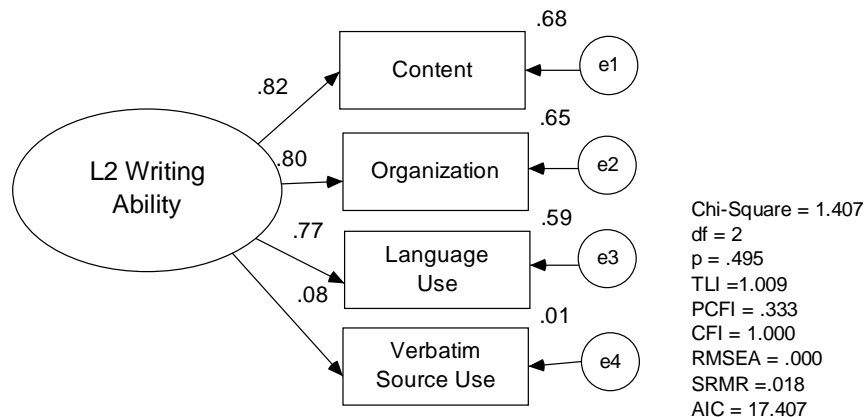 .68
Content
e1
.82
.65
L2 Writing
Ability
.80
Organization
e2
.77
.59
Language
Use
e3
.08
.01
Verbatim
Source Use
e4
Chi-Square = 1.407
df = 2
p = .495
TLI =1.009
PCFI = .333
CFI = 1.000
RMSEA = .000
SRMR =.018
AIC = 17.407